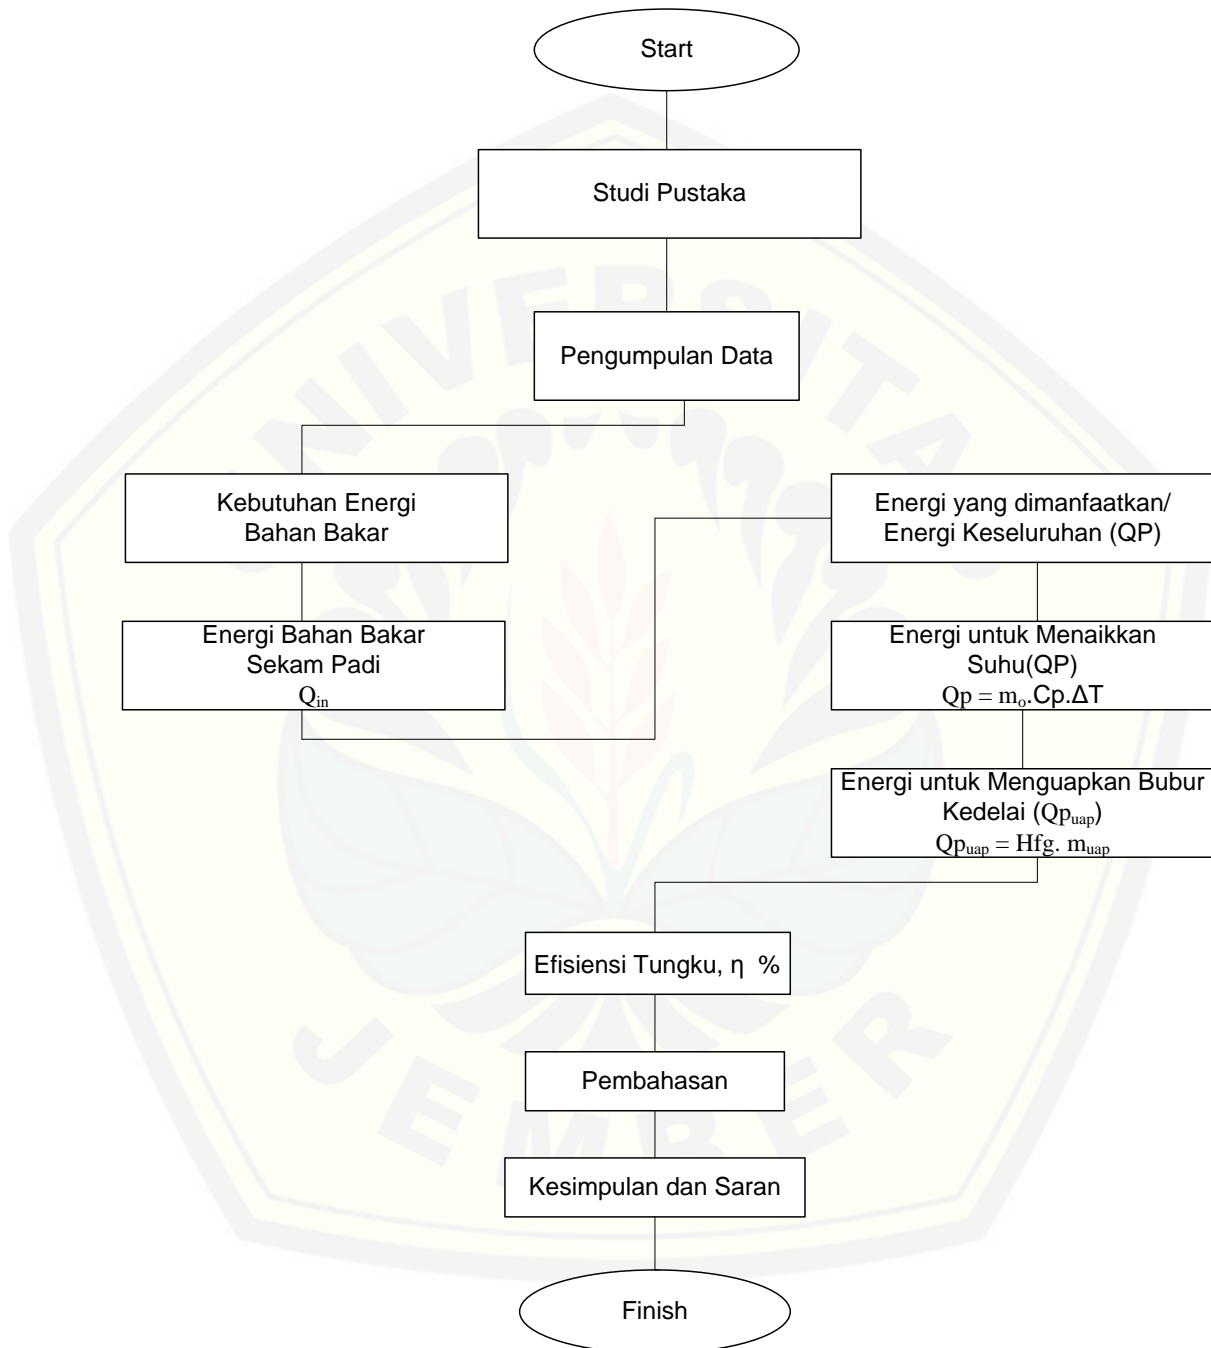 Start
Studi Pustaka
Pengumpulan Data
Kebutuhan Energi
Bahan Bakar
Energi Bahan Bakar
Sekam Padi
Qin
Energi yang dimanfaatkan/
Energi Keseluruhan (QP)
Energi untuk Menaikkan
Suhu(QP)
Qp = mo.Cp.ΔT
Energi untuk Menguapkan Bubur
Kedelai (Qpuap)
Qpuap = Hfg. muap
Efisiensi Tungku, η %
Pembahasan
Kesimpulan dan Saran
Finish
UNIVERSITAS
JEMBER